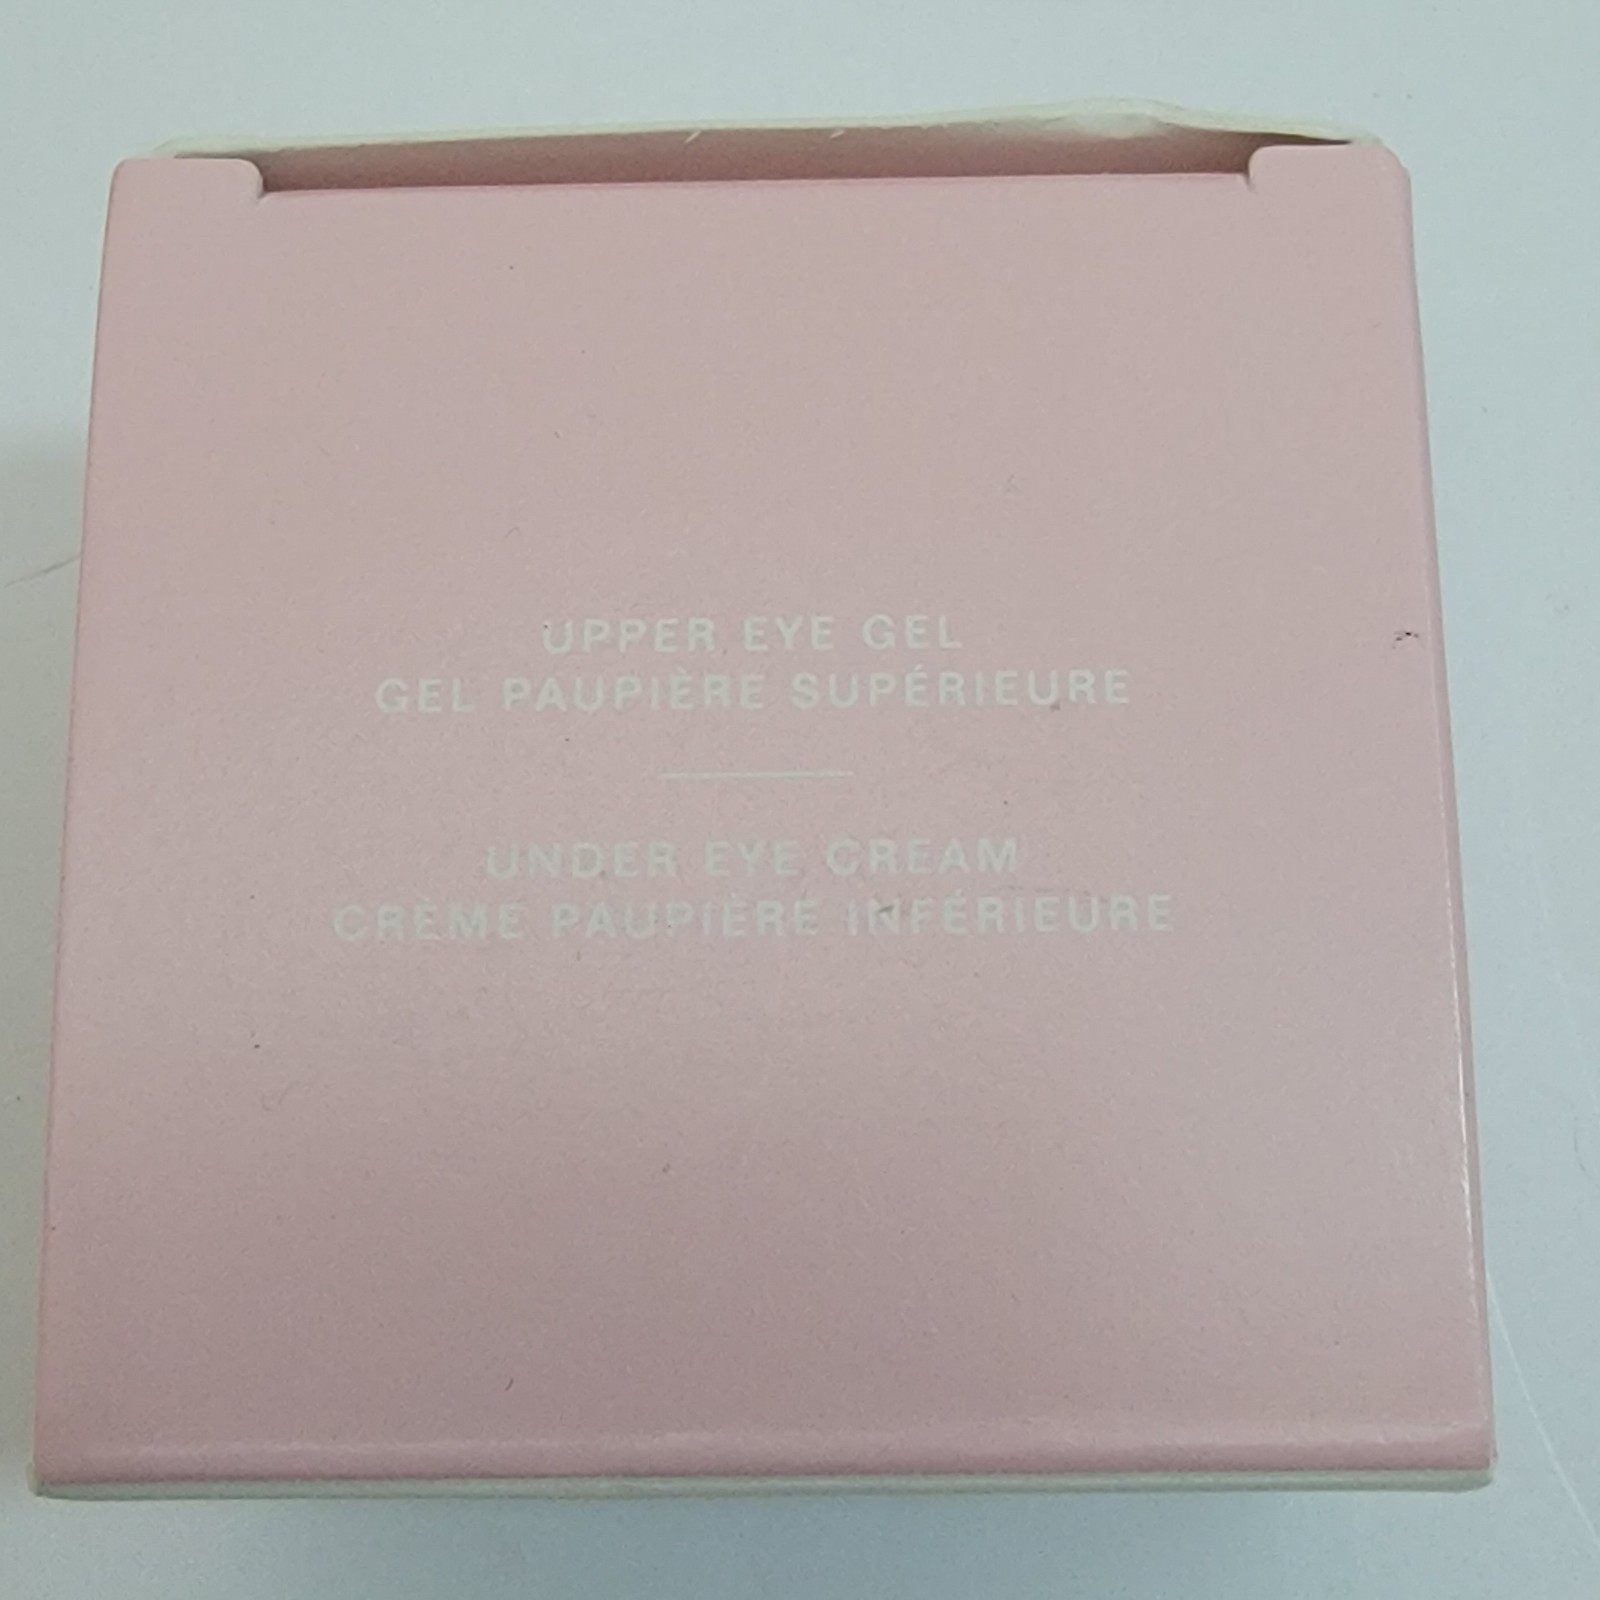 UPPER EYE GEL
GEL PAUPIÈRE SUPÉRIEURE
UNDER EYE CREAM
CRÈME PAUPIÈRE INFÉRIEURE